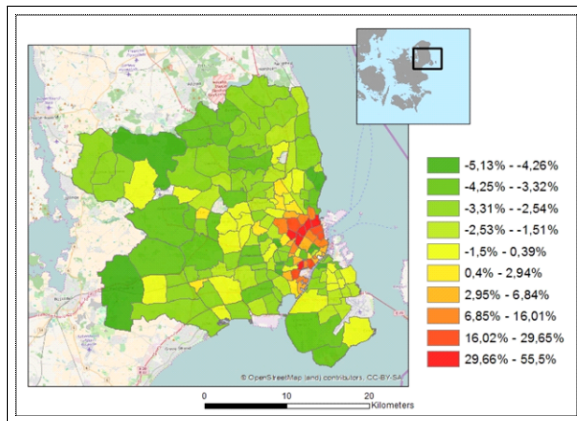 -5,13% - -4,26%
-4,25% - -3,32%
-3,31% - -2,54%
-2,53% - -1,51%
-1,5% - 0,39%
0,4% - 2,94%
2,95% - 6,84%
6,85% - 16,01%
16,02% - 29,65%
29,66% - 55,5%
© OpenStreetMap (and) contributors, CC-BY-SA
0 10 20
Kilometers